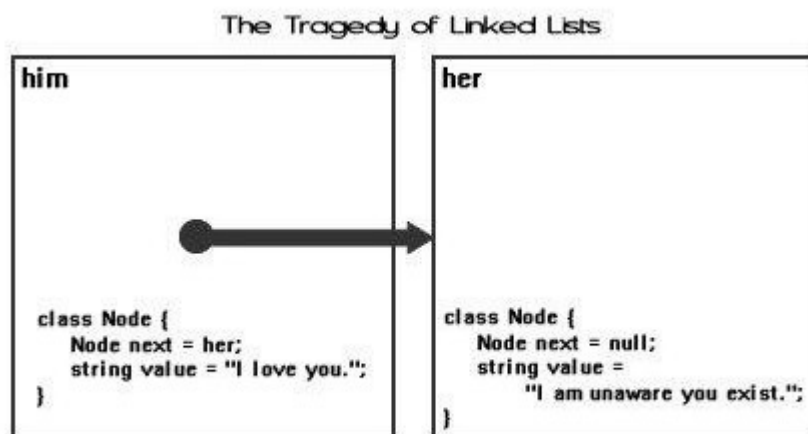 The Tragedy of Linked Lists
him
class Node {
Node next = her;
string value = "I love you.";
}
her
class Node {
Node next = null;
string value =
"I am unaware you exist.";
}